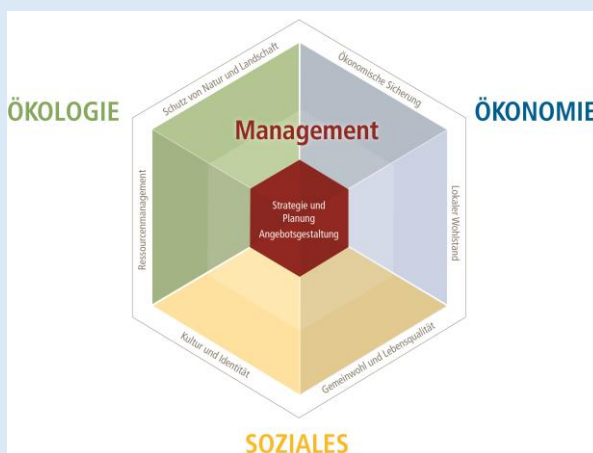 Schutz von Natur und Landschaft
Ökonomische Sicherung
ÖKOLOGIE
ÖKONOMIE
Management
Ressourcenmanagement
Strategie und
Planung
Angebotsgestaltung
Lokaler Wohlstand
Kultur und Identität
Gemeinwohl und Lebensqualität
SOZIALES